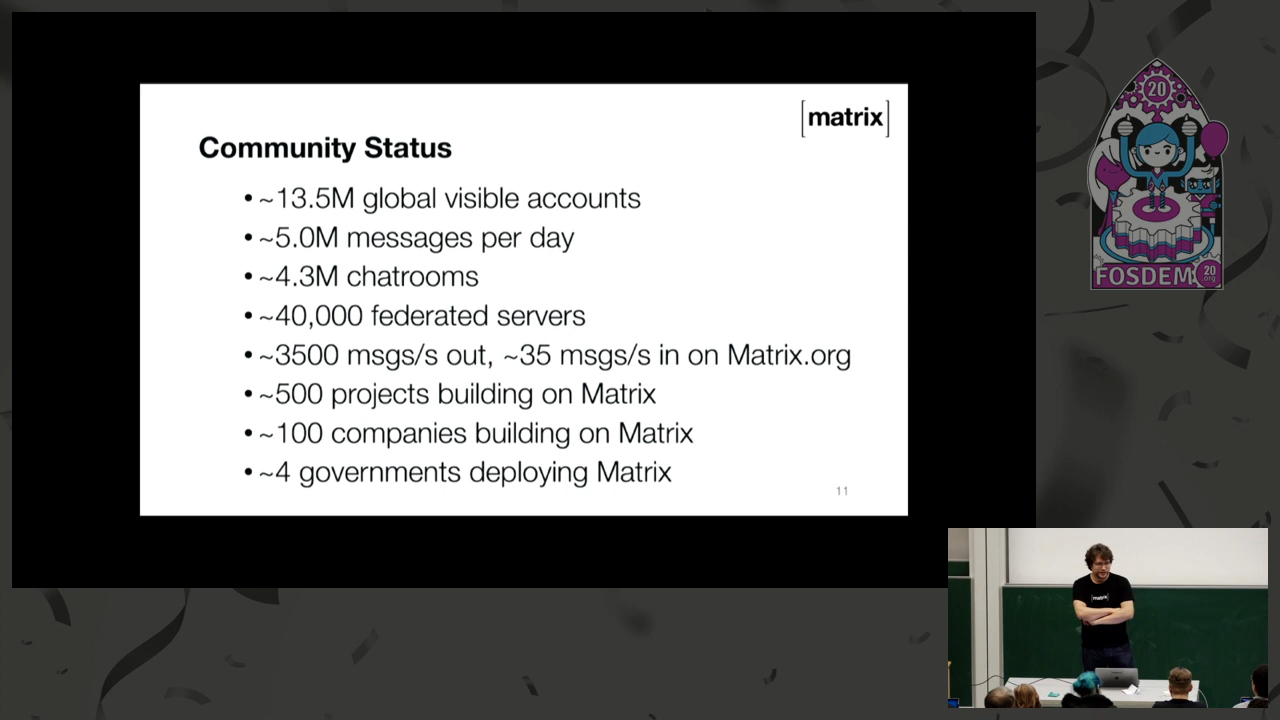 [matrix]
Community Status
• ~13.5M global visible accounts
• ~5.0M messages per day
• ~4.3M chatrooms
• ~40,000 federated servers
• ~3500 msgs/s out, ~35 msgs/s in on Matrix.org
• ~500 projects building on Matrix
• ~100 companies building on Matrix
• ~4 governments deploying Matrix
11
20
FOSDEM
20
.org
[matrix]